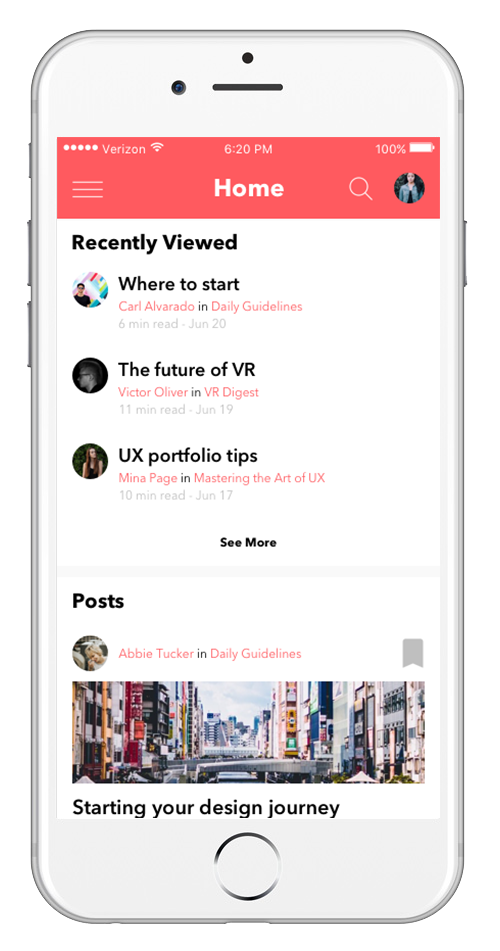 Verizon 6:20 PM 100%
Home
Recently Viewed
Where to start
Carl Alvarado in Daily Guidelines
6 min read - Jun 20
The future of VR
Victor Oliver in VR Digest
11 min read - Jun 19
UX portfolio tips
Mina Page in Mastering the Art of UX
10 min read - Jun 17
See More
Posts
Abbie Tucker in Daily Guidelines
Starting your design journey